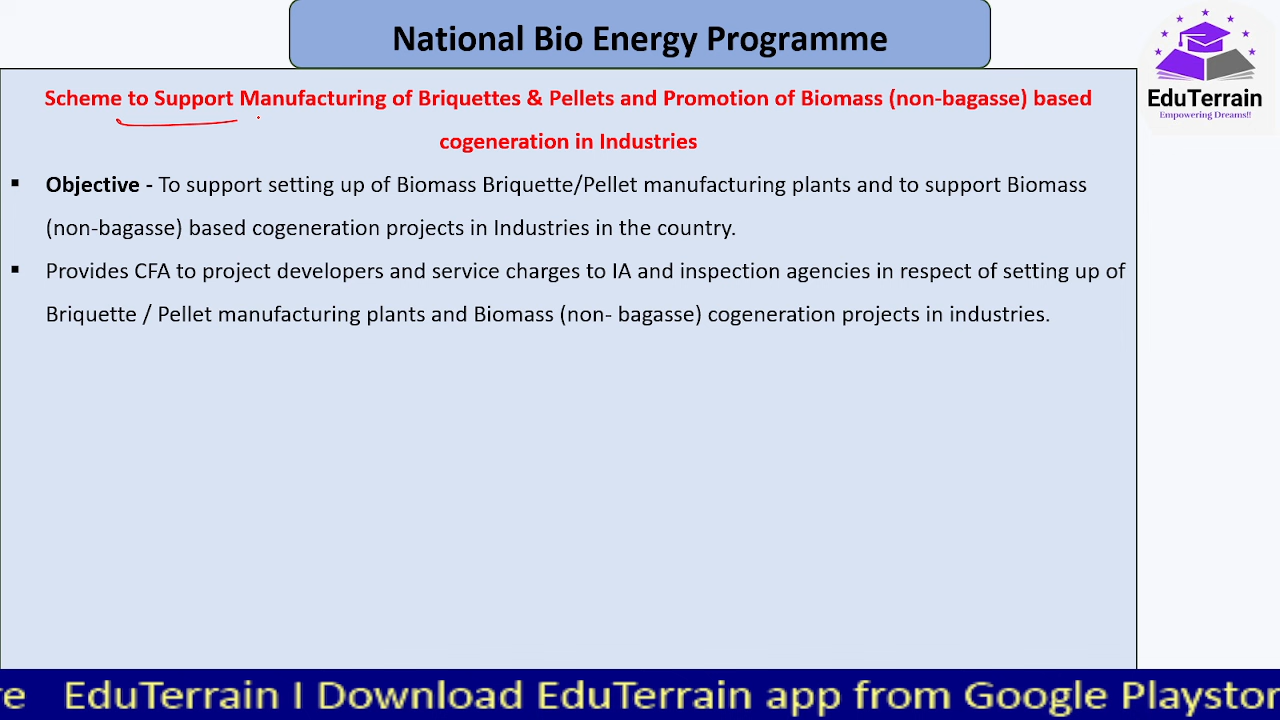 National Bio Energy Programme
EduTerrain
Empowering Dreams!!
Scheme to Support Manufacturing of Briquettes & Pellets and Promotion of Biomass (non-bagasse) based
cogeneration in Industries
▪ Objective - To support setting up of Biomass Briquette/Pellet manufacturing plants and to support Biomass
(non-bagasse) based cogeneration projects in Industries in the country.
▪ Provides CFA to project developers and service charges to IA and inspection agencies in respect of setting up of
Briquette / Pellet manufacturing plants and Biomass (non- bagasse) cogeneration projects in industries.
re EduTerrain I Download EduTerrain app from Google Playstor